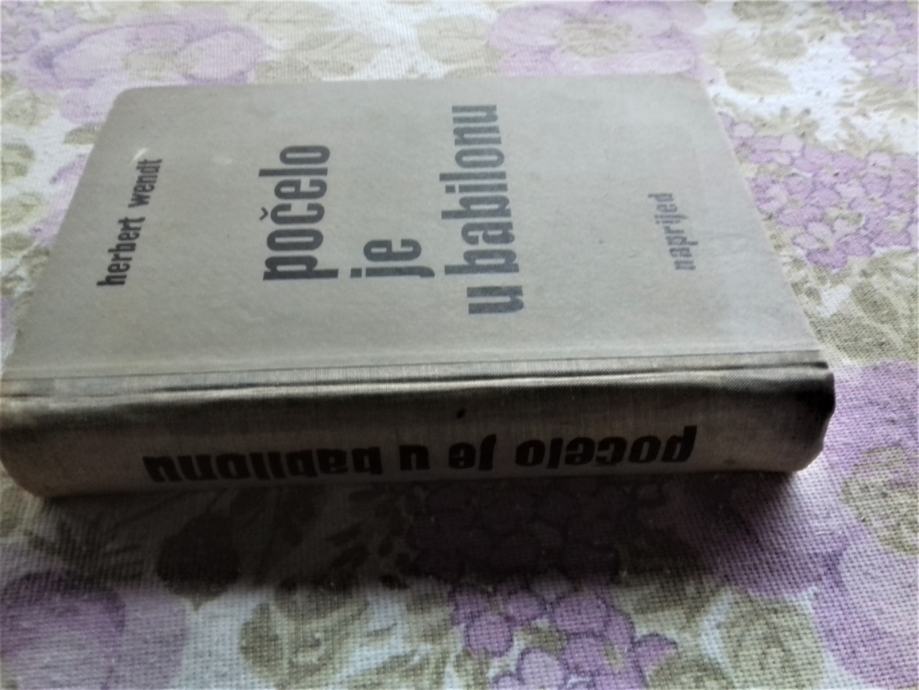 herbert wendt
počelo
je
u babilonu
naprijed
počelo je u babilonu